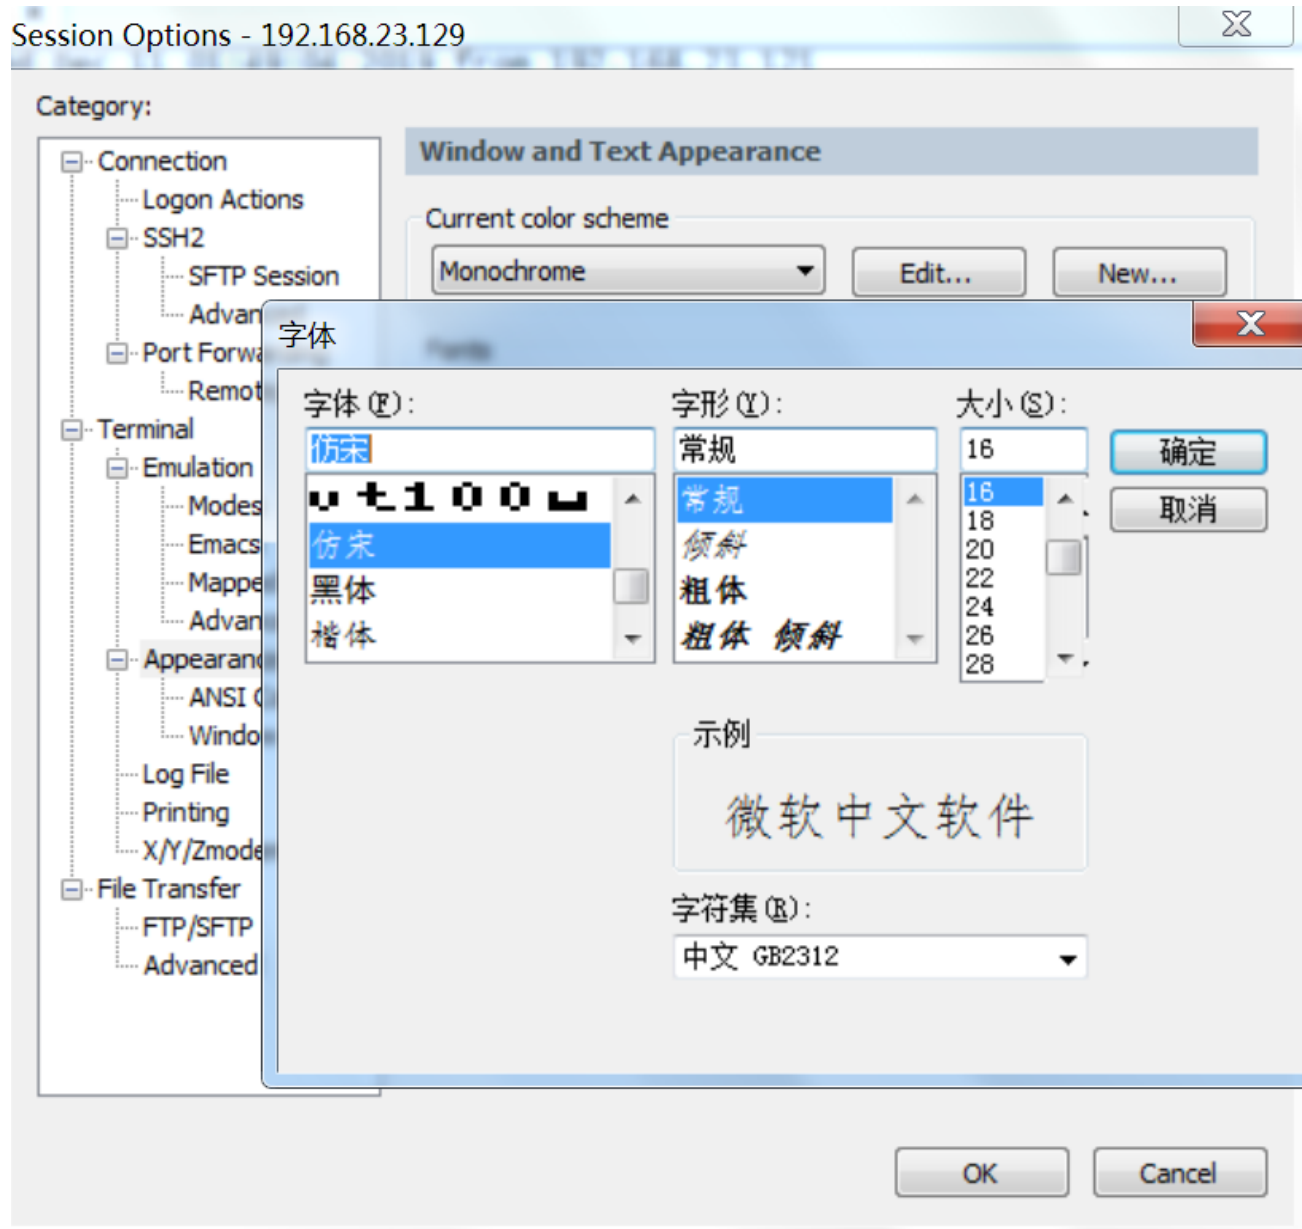 Session Options - 192.168.23.129
Category:
Connection
Logon Actions
SSH2
SFTP Session
Port Forwa
Remot
Terminal
Emulation
Modes
Emacs
Mappe
Advan
Appearanc
ANSI
Windo
Log File
Printing
X/Y/Zmode
File Transfer
FTP/SFTP
Advanced
Window and Text Appearance
Current color scheme
Monochrome
Edit...
New...
Fonts
字体
字体(F):
仿宋
vt100w
仿宋
黑体
楷体
字形(Y):
常规
常规
倾斜
粗体
粗体 倾斜
大小(S):
16
16
18
20
22
24
26
28
确定
取消
示例
微软中文软件
字符集(R):
中文 GB2312
OK
Cancel